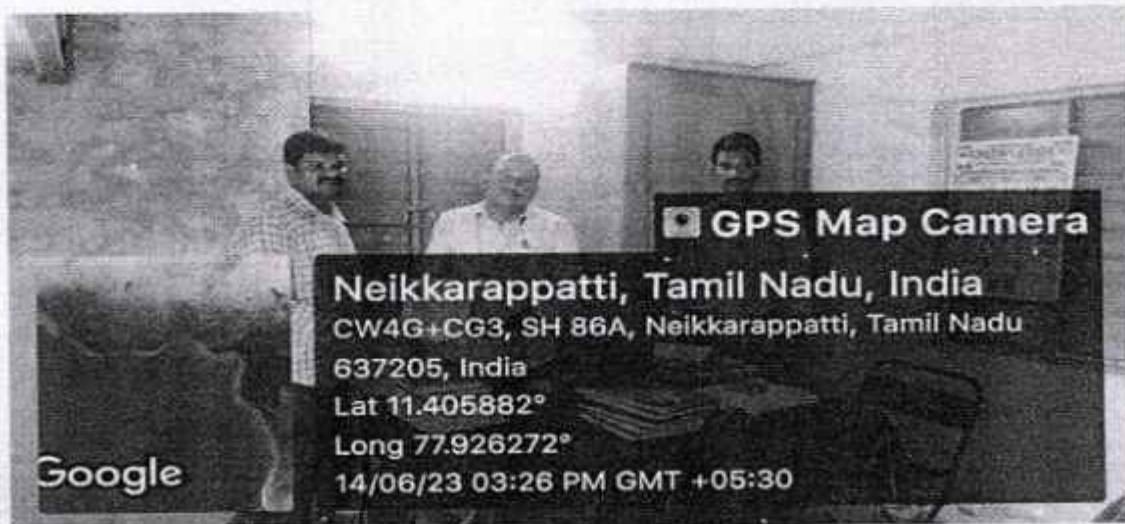 GPS Map Camera
Neikkarappatti, Tamil Nadu, India
CW4G+CG3, SH 86A, Neikkarappatti, Tamil Nadu
637205, India
Lat 11.405882°
Long 77.926272°
14/06/23 03:26 PM GMT +05:30
Google